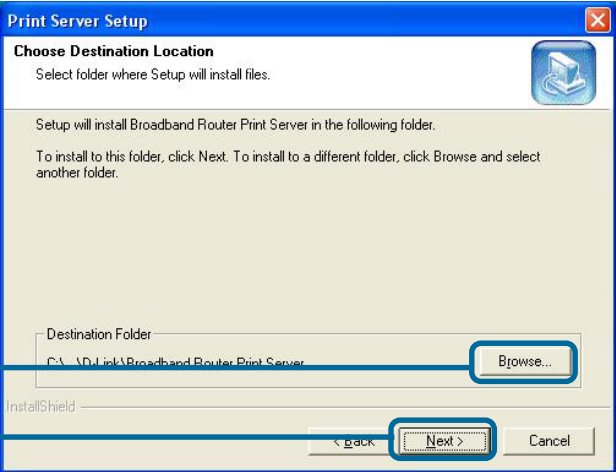 Print Server Setup
Choose Destination Location
Select folder where Setup will install files.
Setup will install Broadband Router Print Server in the following folder.
To install to this folder, click Next. To install to a different folder, click Browse and select
another folder.
Destination Folder
C:\...\D-Link\Broadband Router Print Server
Browse...
InstallShield
< Back
Next >
Cancel